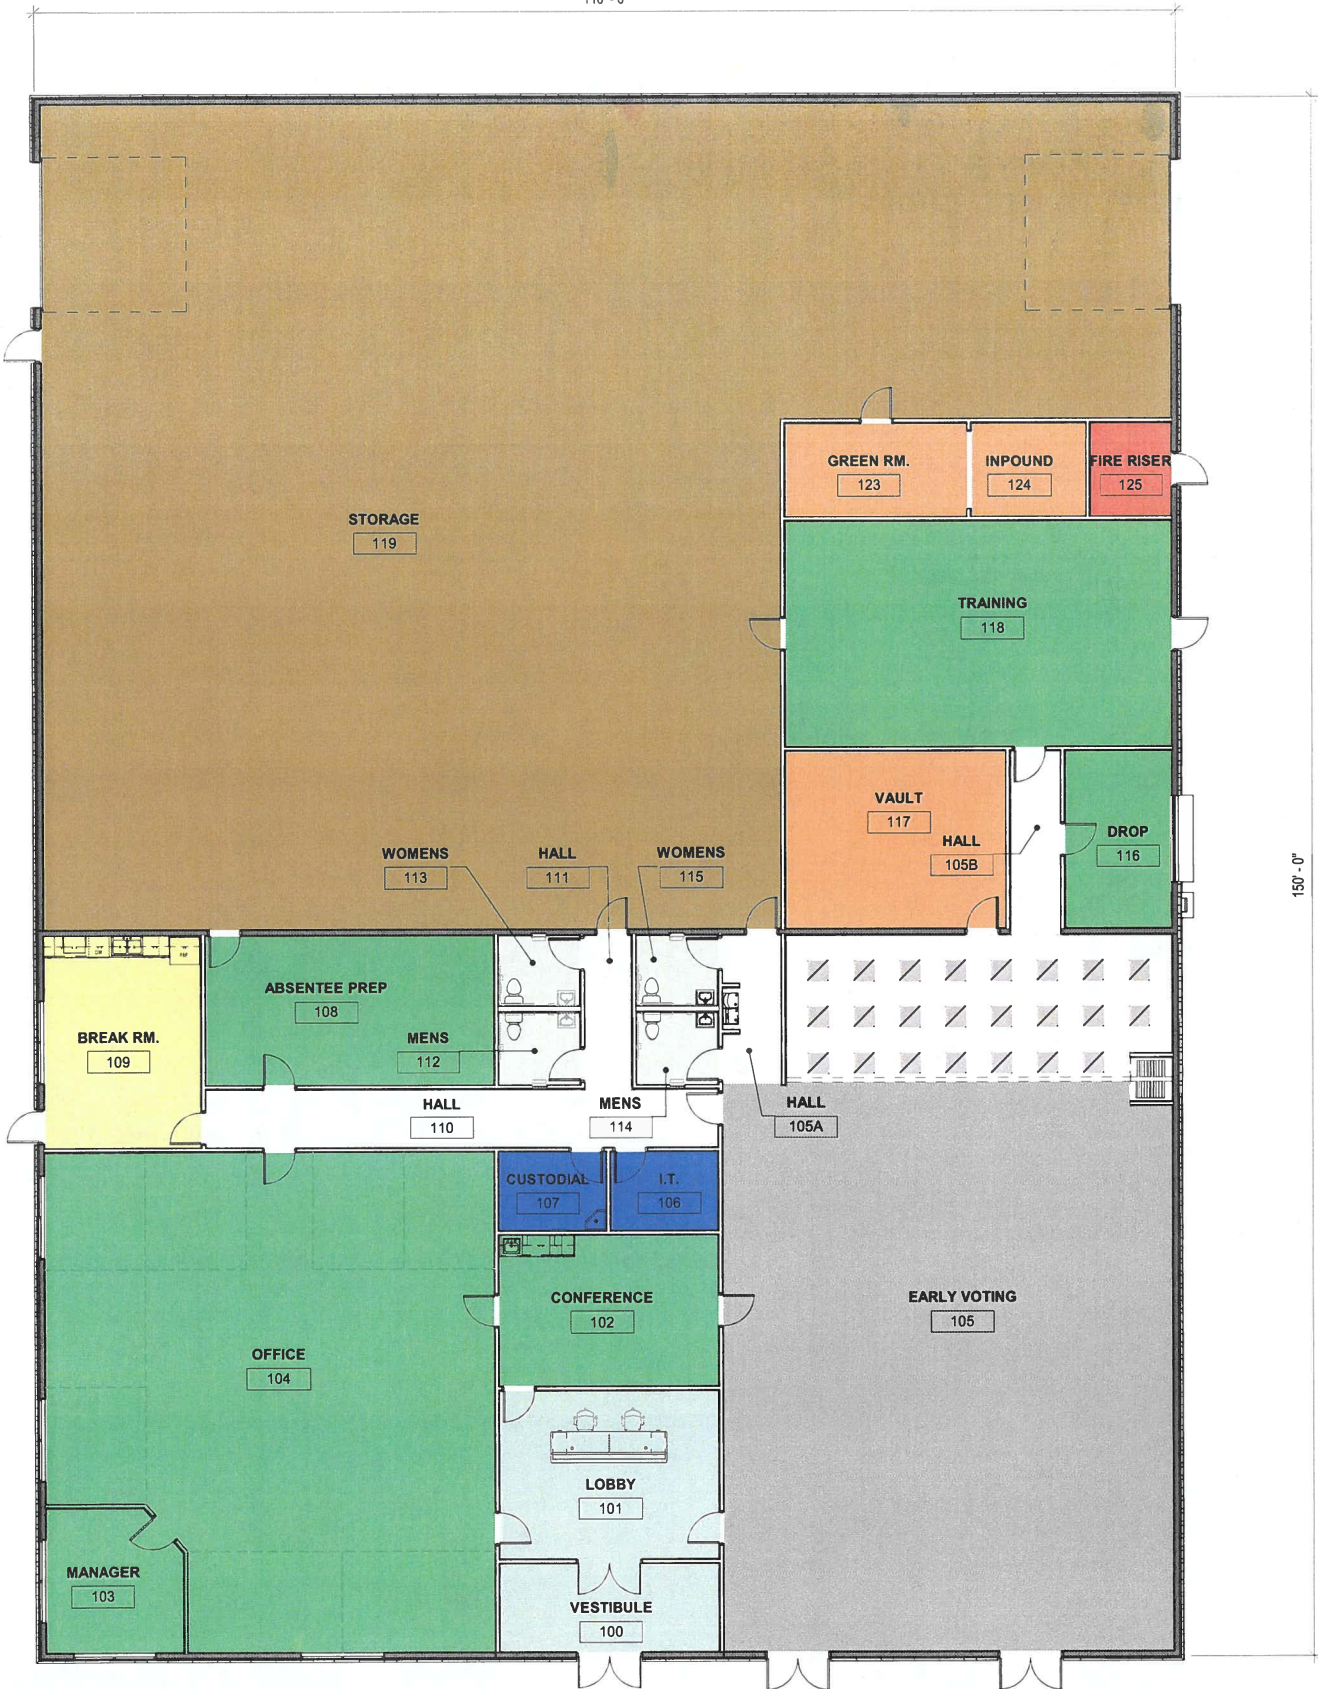 150' - 0"
GREEN RM.
123
INPOUND
124
FIRE RISER
125
STORAGE
119
TRAINING
118
VAULT
117
HALL
105B
DROP
116
WOMENS
113
HALL
111
WOMENS
115
ABSENTEE PREP
108
MENS
112
BREAK RM.
109
HALL
110
MENS
114
HALL
105A
CUSTODIAL
107
I.T.
106
CONFERENCE
102
EARLY VOTING
105
OFFICE
104
LOBBY
101
MANAGER
103
VESTIBULE
100